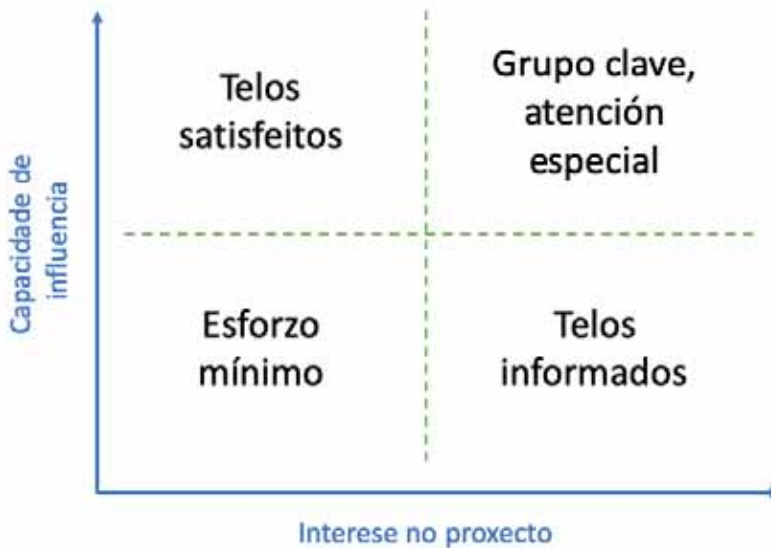 Telos
satisfeitos
Grupo clave,
atención
especial
Capacidade de
influencia
Esforzo
mínimo
Telos
informados
Interese no proxecto